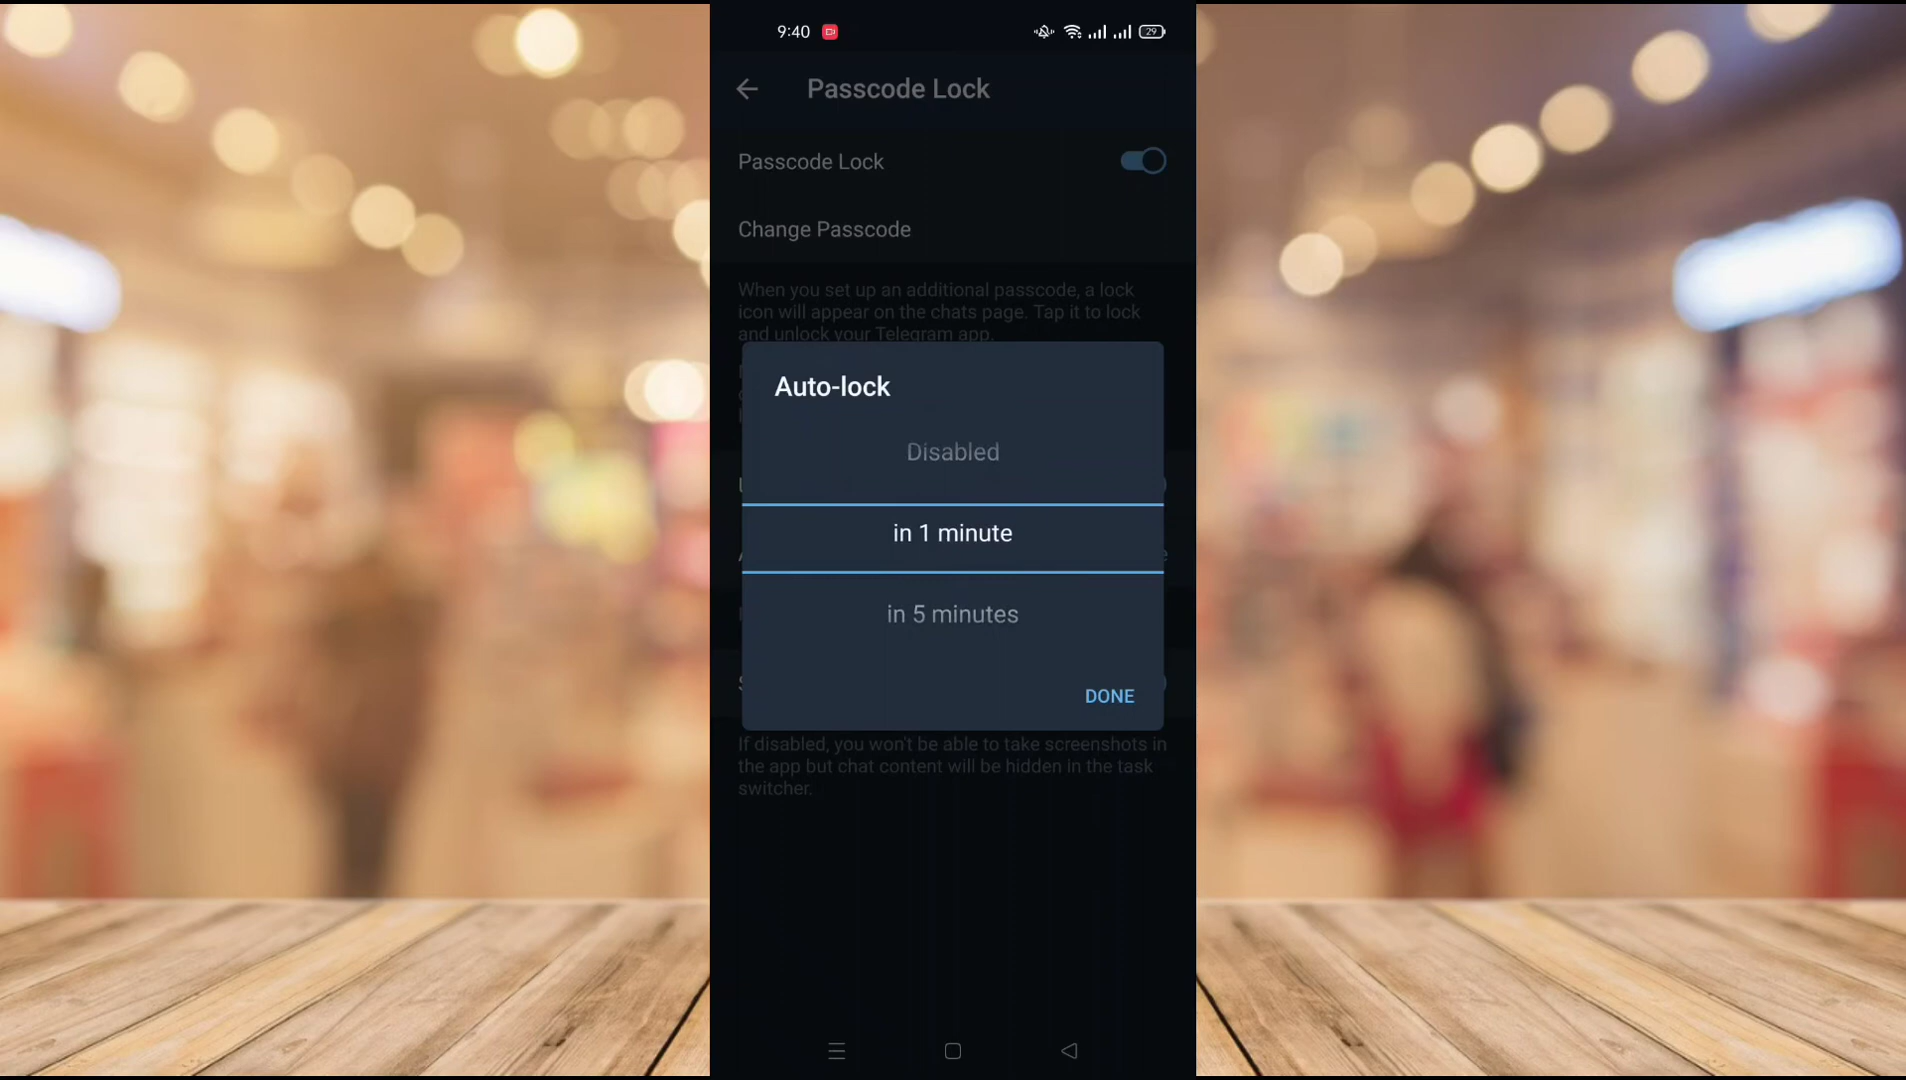 9:40
29
Passcode Lock
Passcode Lock
Change Passcode
When you set up an additional passcode, a lock
icon will appear on the chats page. Tap it to lock
and unlock your Telegram app.
Auto-lock
Disabled
in 1 minute
in 5 minutes
DONE
If disabled, you won't be able to take screenshots in
the app but chat content will be hidden in the task
switcher.